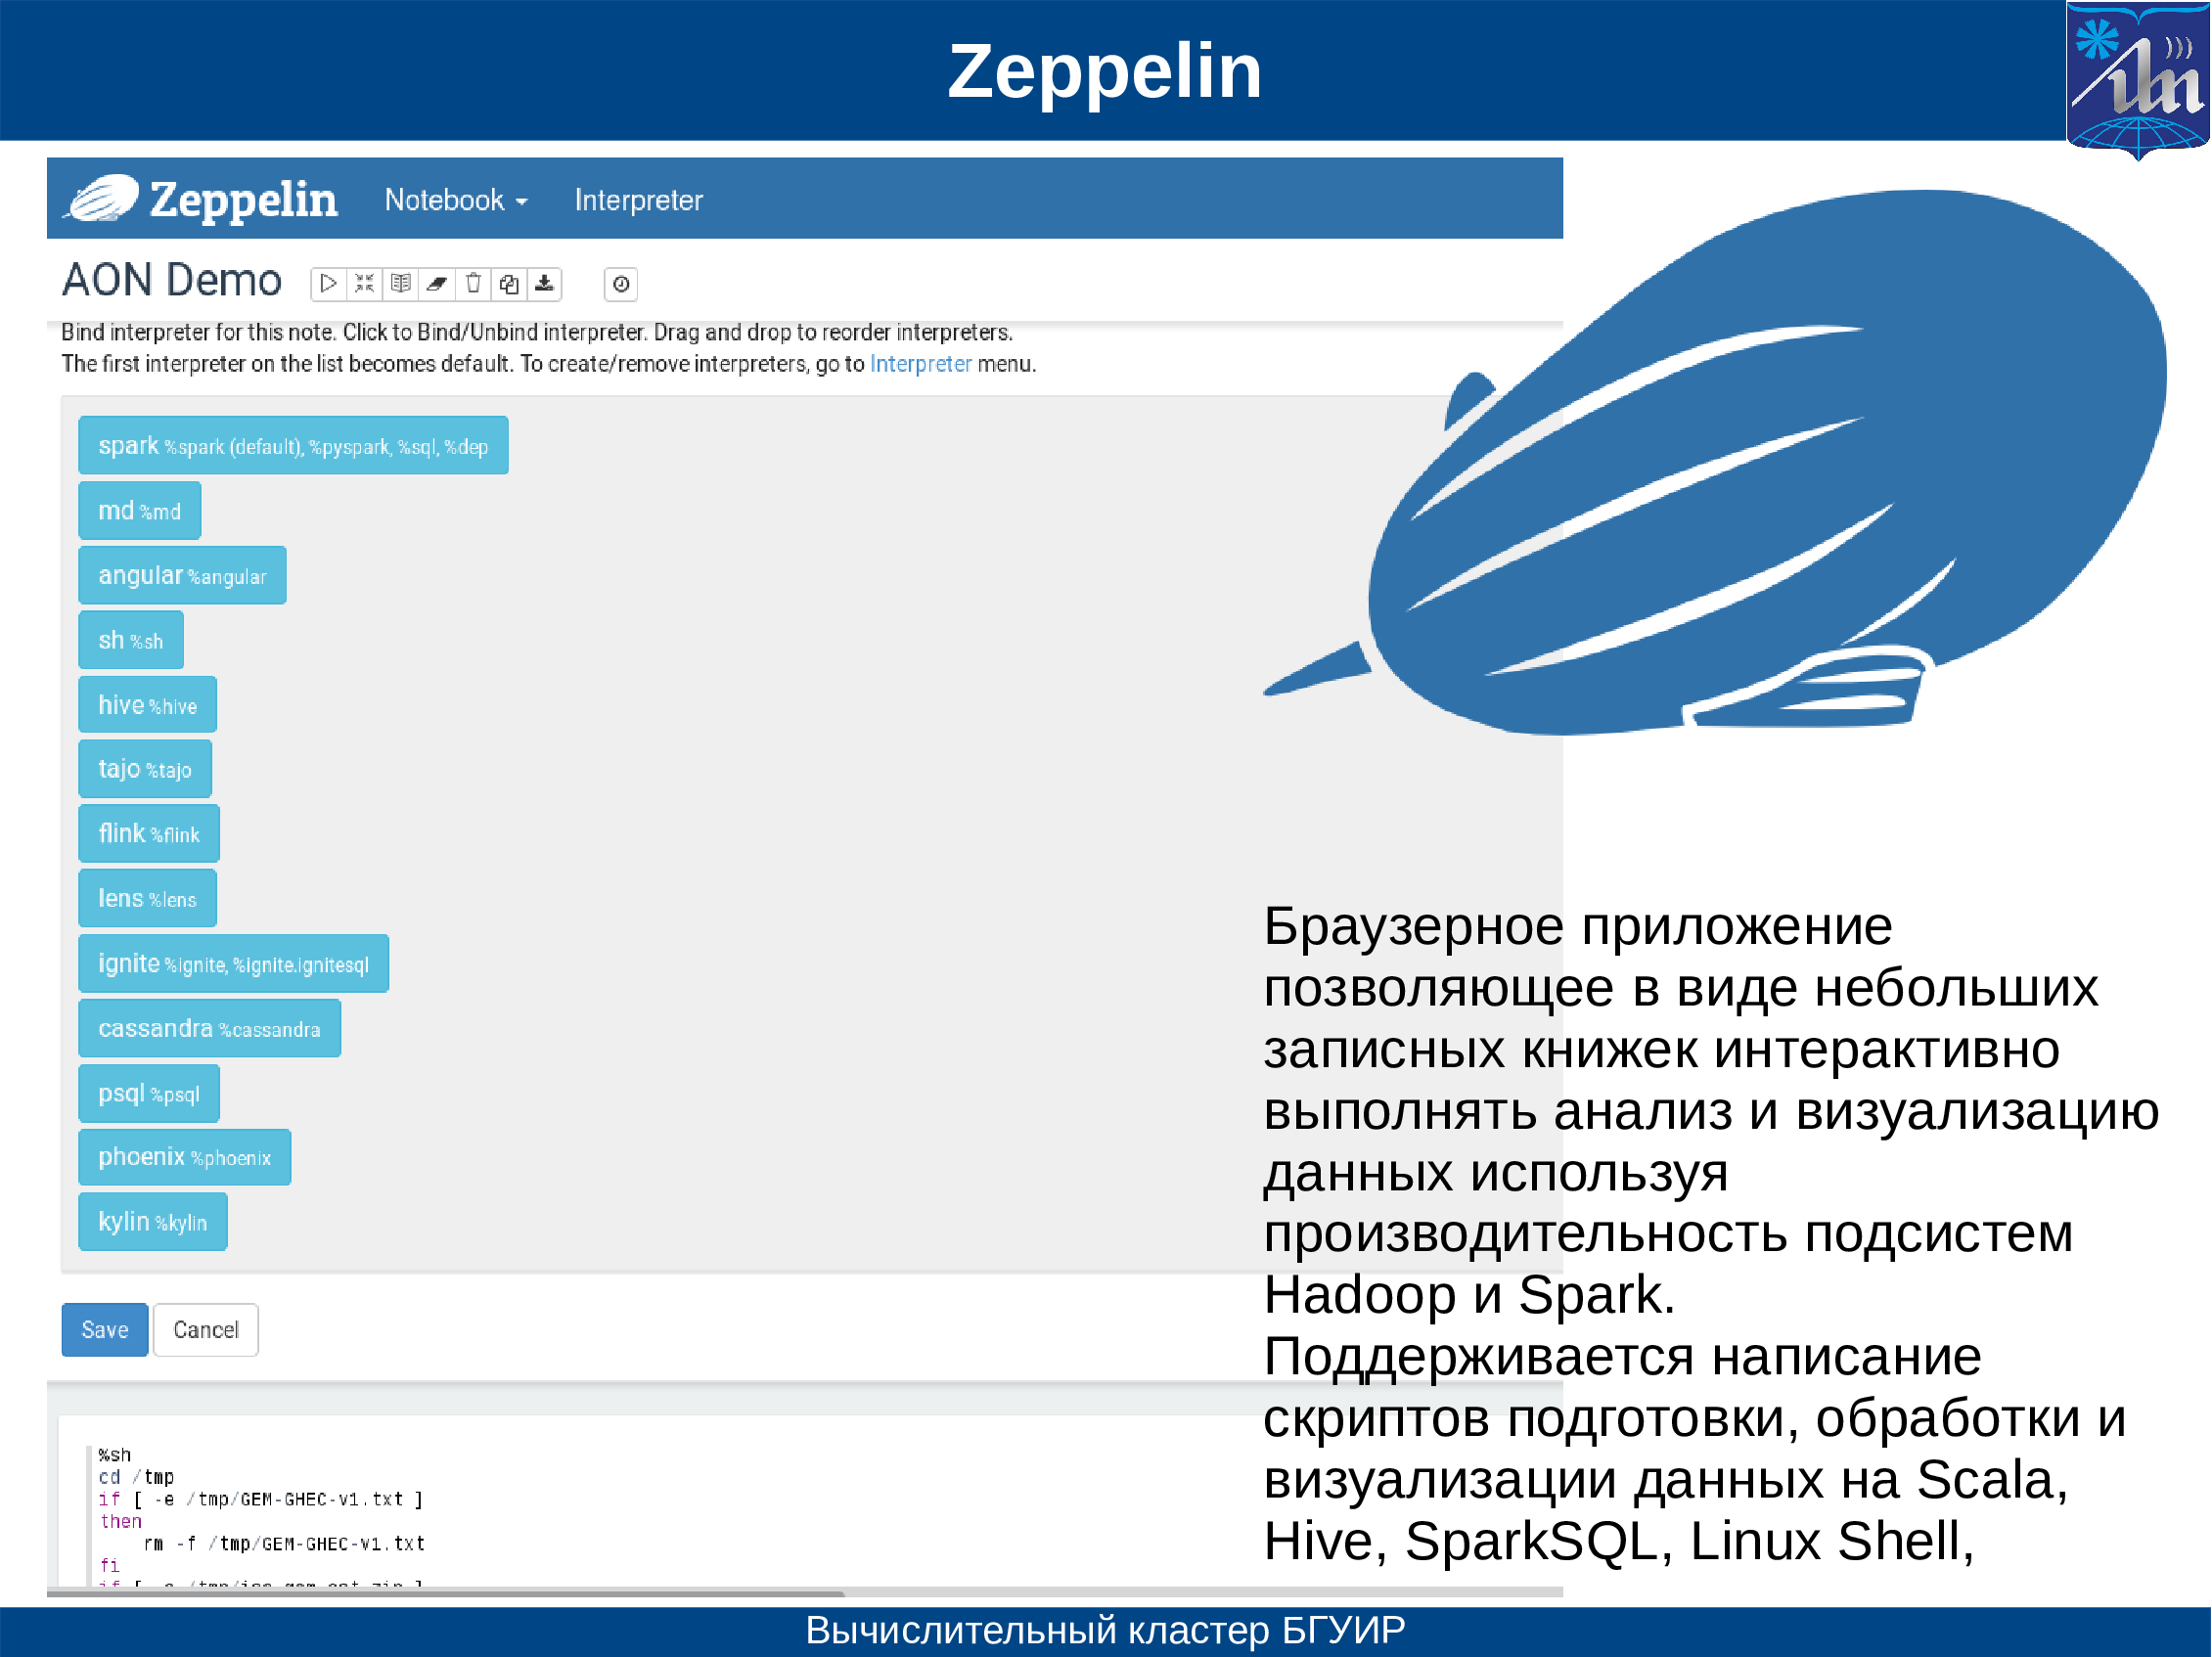 Zeppelin
Zeppelin Notebook Interpreter
AON Demo
Bind interpreter for this note. Click to Bind/Unbind interpreter. Drag and drop to reorder interpreters.
The first interpreter on the list becomes default. To create/remove interpreters, go to Interpreter menu.
spark %spark (default), %pyspark, %sql, %dep
md %md
angular %angular
sh %sh
hive %hive
tajo %tajo
flink %flink
lens %lens
ignite %ignite, %ignite.ignitesql
cassandra %cassandra
psql %psql
phoenix %phoenix
kylin %kylin
Save Cancel
%sh
cd /tmp
if [ -e /tmp/GEM-GHEC-v1.txt ]
then
rm -f /tmp/GEM-GHEC-v1.txt
fi
Браузерное приложение
позволяющее в виде небольших
записных книжек интерактивно
выполнять анализ и визуализацию
данных используя
производительность подсистем
Hadoop и Spark.
Поддерживается написание
скриптов подготовки, обработки и
визуализации данных на Scala,
Hive, SparkSQL, Linux Shell,
Вычислительный кластер БГУИР